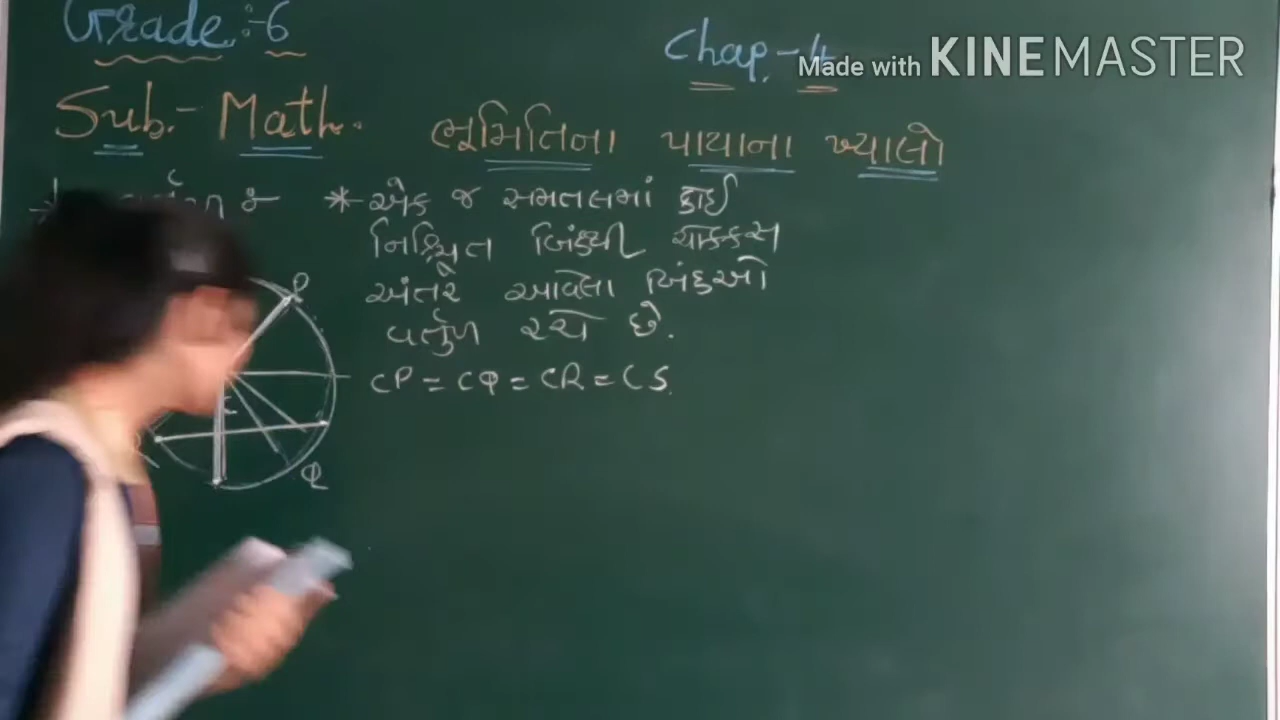 Grade :- 6
Chap. - 4
Made with KINEMASTER
Sub. - Math.
ભૂમિતિના પાયાના ખ્યાલો
* એક જ સમતલમાં કોઈ
નિશ્ચિત બિંદુથી ચોક્કસ
અંતરે આવેલા બિંદુઓ
વર્તુળ રચે છે.
CP = CQ = CR = CS.
P
C
Q